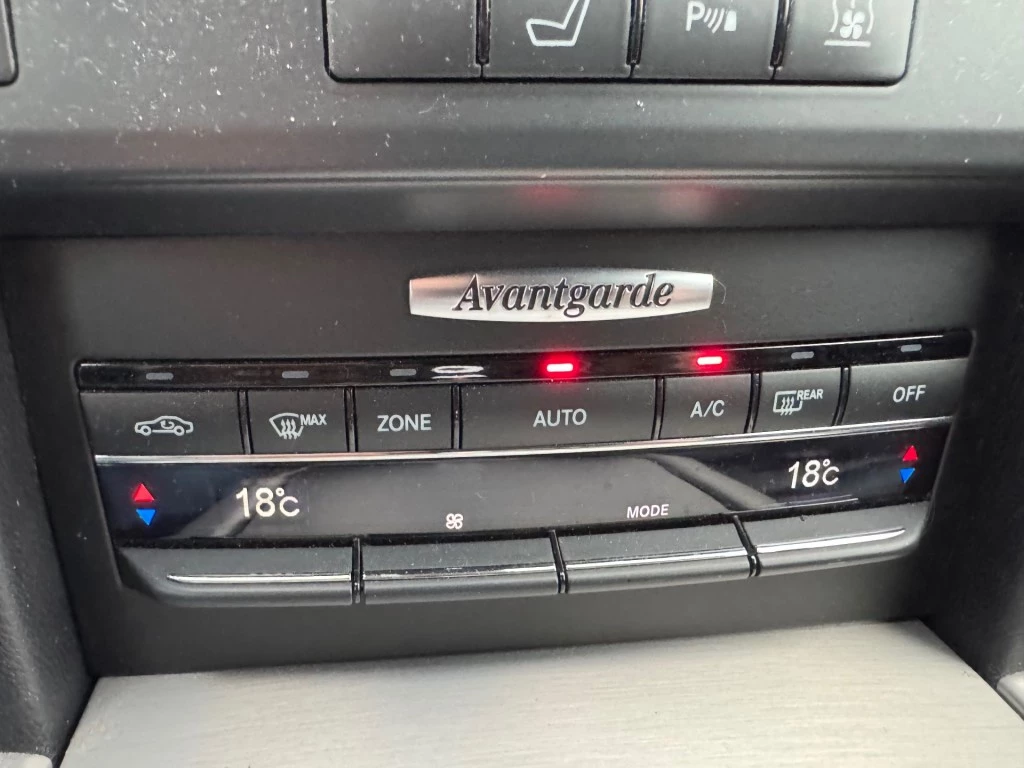 P
Avantgarde
MAX ZONE AUTO A/C REAR OFF
18°C 18°C
MODE